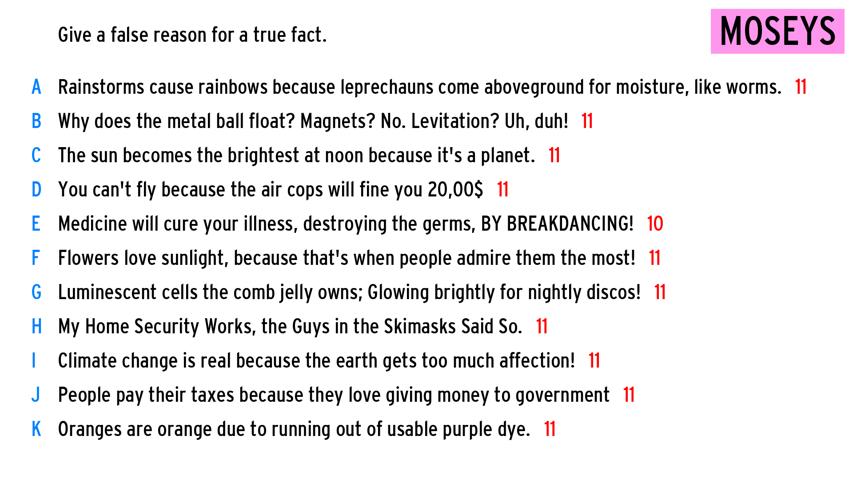 Give a false reason for a true fact.
MOSEYS
A Rainstorms cause rainbows because leprechauns come aboveground for moisture, like worms. 11
B Why does the metal ball float? Magnets? No. Levitation? Uh, duh! 11
C The sun becomes the brightest at noon because it's a planet. 11
D You can't fly because the air cops will fine you 20,00$ 11
E Medicine will cure your illness, destroying the germs, BY BREAKDANCING! 10
F Flowers love sunlight, because that's when people admire them the most! 11
G Luminescent cells the comb jelly owns; Glowing brightly for nightly discos! 11
H My Home Security Works, the Guys in the Skimasks Said So. 11
I Climate change is real because the earth gets too much affection! 11
J People pay their taxes because they love giving money to government 11
K Oranges are orange due to running out of usable purple dye. 11